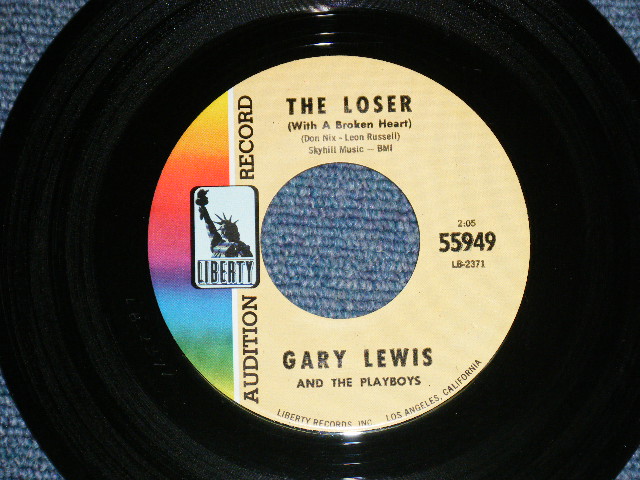 THE LOSER
(With A Broken Heart)
(Don Nix - Leon Russell)
Skyhill Music — BMI
AUDITION RECORD
LIBERTY
2:05
55949
LB-2371
GARY LEWIS
AND THE PLAYBOYS
LIBERTY RECORDS, INC. LOS ANGELES, CALIFORNIA